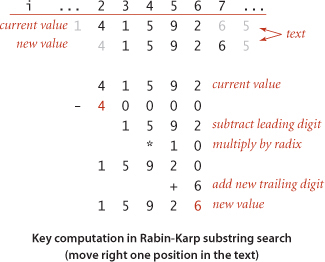 i ... 2 3 4 5 6 7 ...
current value 1 4 1 5 9 2 6 5
text
new value 4 1 5 9 2 6 5
4 1 5 9 2 current value
- 4 0 0 0 0
1 5 9 2 subtract leading digit
* 1 0 multiply by radix
1 5 9 2 0
+ 6 add new trailing digit
1 5 9 2 6 new value
Key computation in Rabin-Karp substring search
(move right one position in the text)